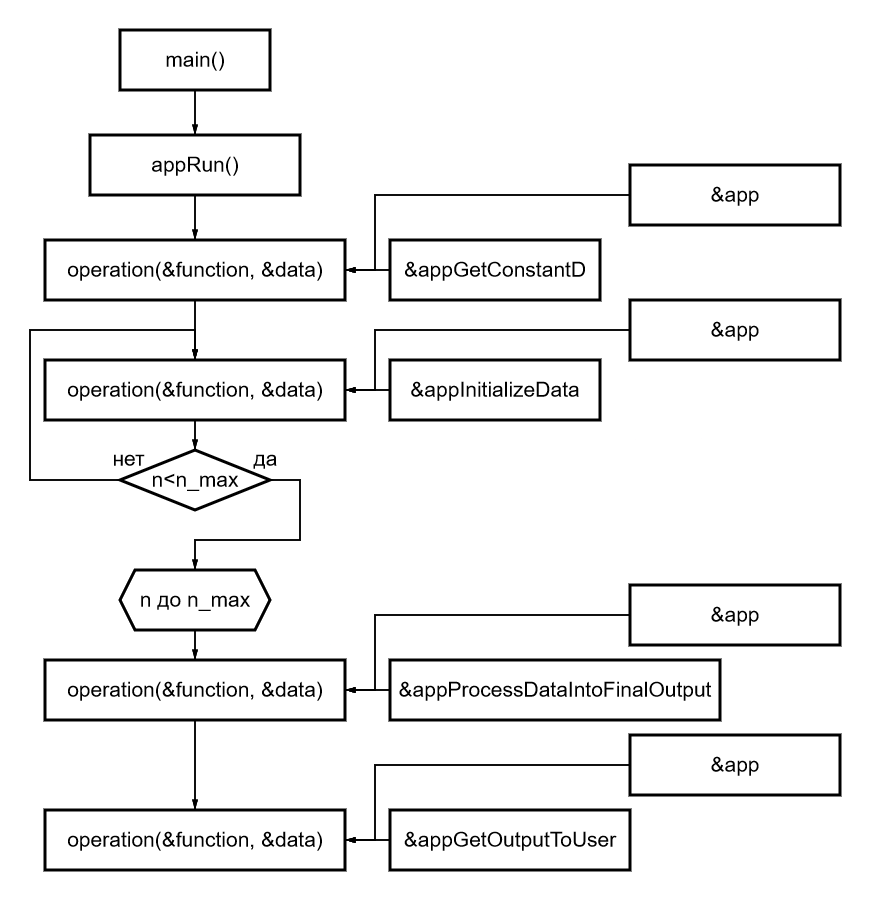 main()
appRun()
&app
operation(&function, &data)
&appGetConstantD
&app
operation(&function, &data)
&appInitializeData
нет
да
n<n_max
n до n_max
&app
operation(&function, &data)
&appProcessDataIntoFinalOutput
&app
operation(&function, &data)
&appGetOutputToUser